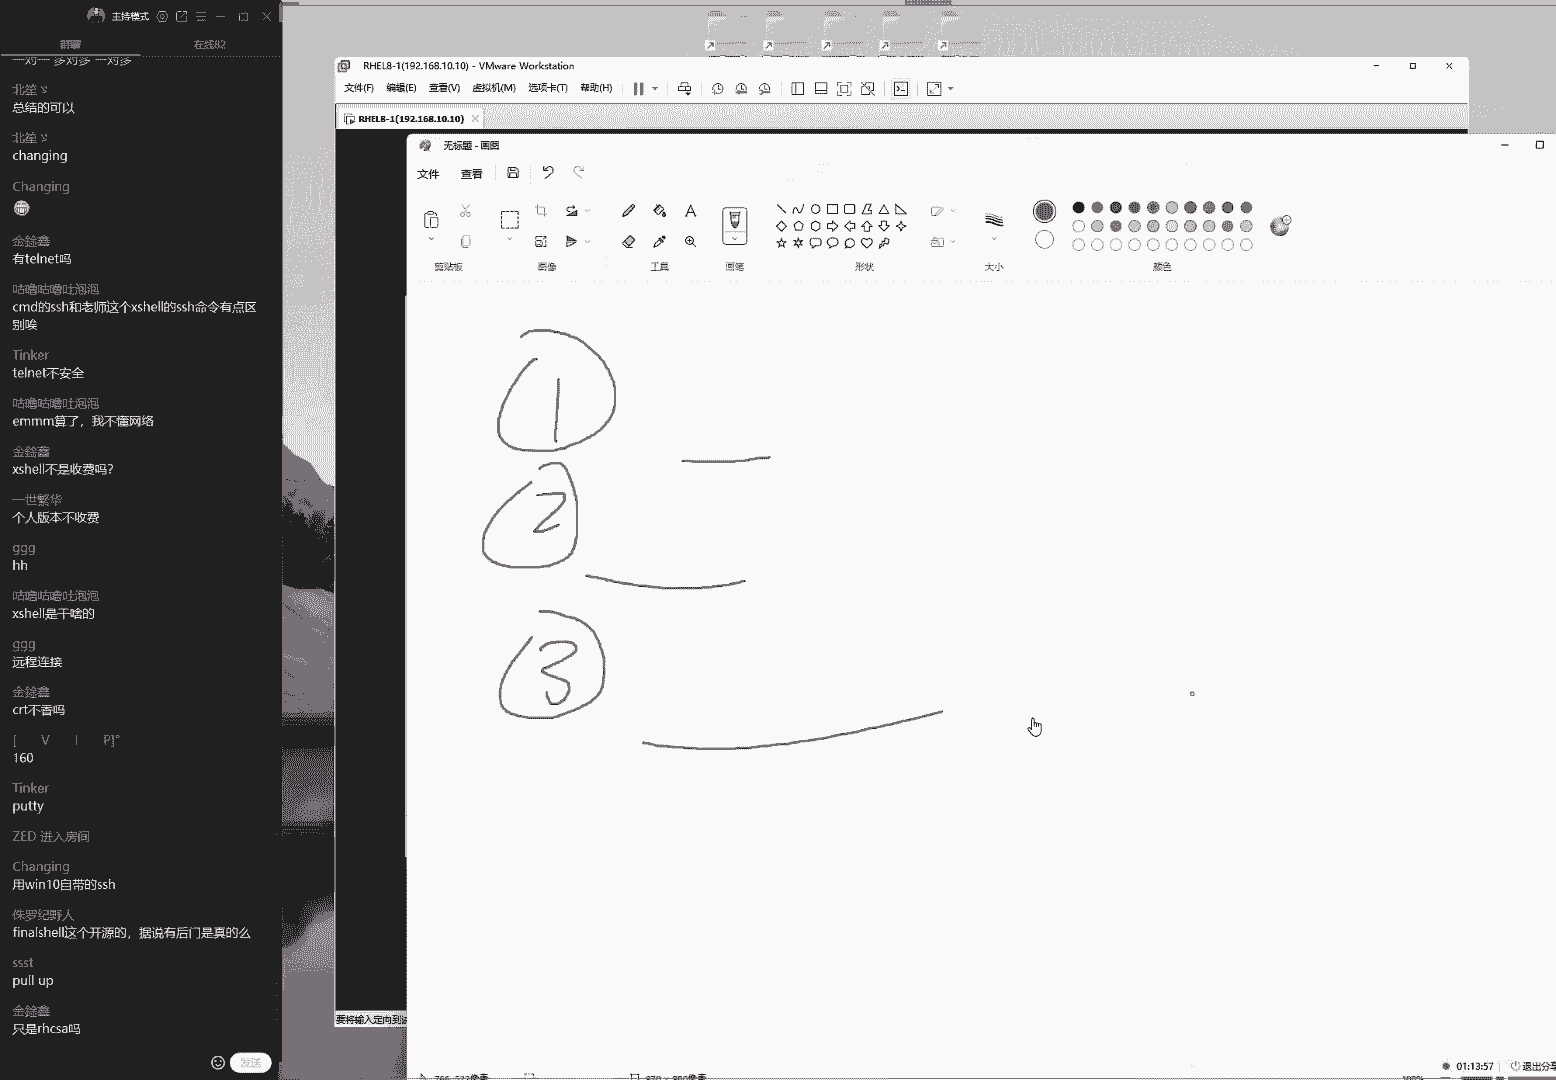 主持模式
群聊
在线82
一对一 多对多 一对多
北笙ㄡ
总结的可以
北笙ㄡ
changing
Changing
金鍂鑫
有telnet吗
咕噜咕噜吐泡泡
cmd的ssh和老师这个xshell的ssh命令有点区
别唉
Tinker
telnet不安全
咕噜咕噜吐泡泡
emmm算了，我不懂网络
金鍂鑫
xshell不是收费吗?
一世繁华
个人版本不收费
ggg
hh
咕噜咕噜吐泡泡
xshell是干啥的
ggg
远程连接
金鍂鑫
crt不香吗
[ V I P]°
160
Tinker
putty
ZED 进入房间
Changing
用win10自带的ssh
侏罗纪野人
finalshell这个开源的，据说有后门是真的么
ssst
pull up
金鍂鑫
只是rhcsa吗
发送
RHEL8-1(192.168.10.10) - VMware Workstation
文件(F) 编辑(E) 查看(V) 虚拟机(M) 选项卡(T) 帮助(H)
RHEL8-1(192.168.10.10)
无标题 - 画图
文件 查看
剪贴板 图像 工具 画笔 形状 大小 颜色
1
2
3
要将输入定向到
01:13:57 退出分享